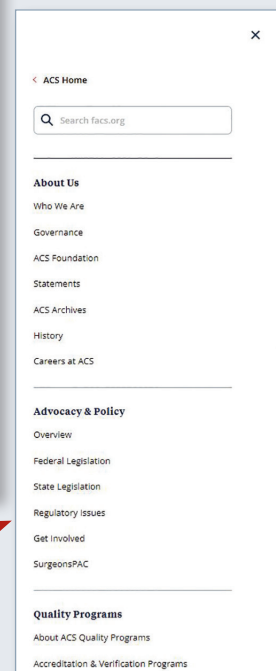 ACS Home
Search facs.org
About Us
Who We Are
Governance
ACS Foundation
Statements
ACS Archives
History
Careers at ACS
Advocacy & Policy
Overview
Federal Legislation
State Legislation
Regulatory Issues
Get Involved
SurgeonsPAC
Quality Programs
About ACS Quality Programs
Accreditation & Verification Programs